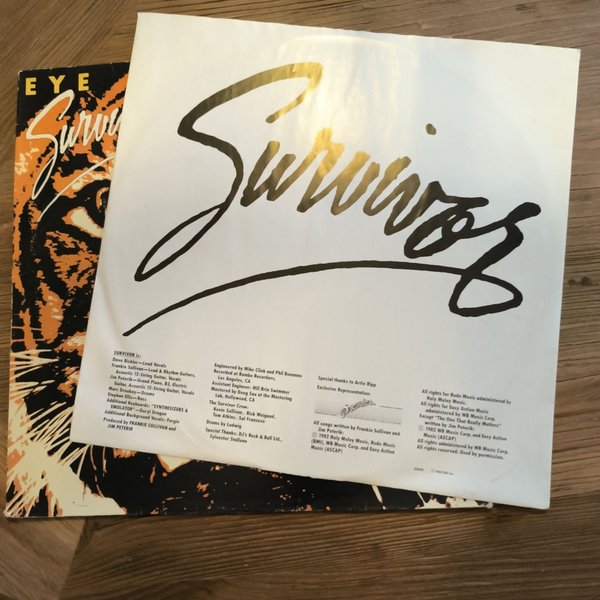 EYE
Survi
Survivor
SURVIVOR is:
Dave Bickler—Lead Vocals
Frankie Sullivan—Lead & Rhythm Guitars,
Acoustic 12-String Guitar, Vocals
Jim Peterik—Grand Piano, B3, Electric
Guitar, Acoustic 12-String Guitar, Vocals
Marc Droubay—Drums
Stephan Ellis—Bass
Additional Keyboards: "SYNTHESIZERS &
EMULATOR"—Daryl Dragon
Additional Background Vocals: Fergie
Produced by FRANKIE SULLIVAN and
JIM PETERIK
Engineered by Mike Clink and Phil Bonanno
Recorded at Rumbo Recorders,
Los Angeles, CA
Assistant Engineer: Hill Brin Swimmer
Mastered by Doug Sax at the Mastering
Lab, Hollywood, CA
The Survivor Crew:
Kevin Sullivan, Rick Weigand,
Tom Aikins, Sal Franzone
Drums by Ludwig
Special Thanks: DJ's Rock & Roll Ltd.,
Sylvester Stallone
Special thanks to Artie Ripp
Exclusive Representation:
All songs written by Frankie Sullivan and
Jim Peterik:
© 1982 Holy Moley Music, Rude Music
(BMI), WB Music Corp. and Easy Action
Music (ASCAP)
All rights for Rude Music administered by
Holy Moley Music.
All rights for Easy Action Music
administered by WB Music Corp.
Except "The One That Really Matters"
written by Jim Peterik:
© 1982 WB Music Corp. and Easy Action
Music (ASCAP)
All rights administered by WB Music Corp.
All rights reserved. Used by permission.